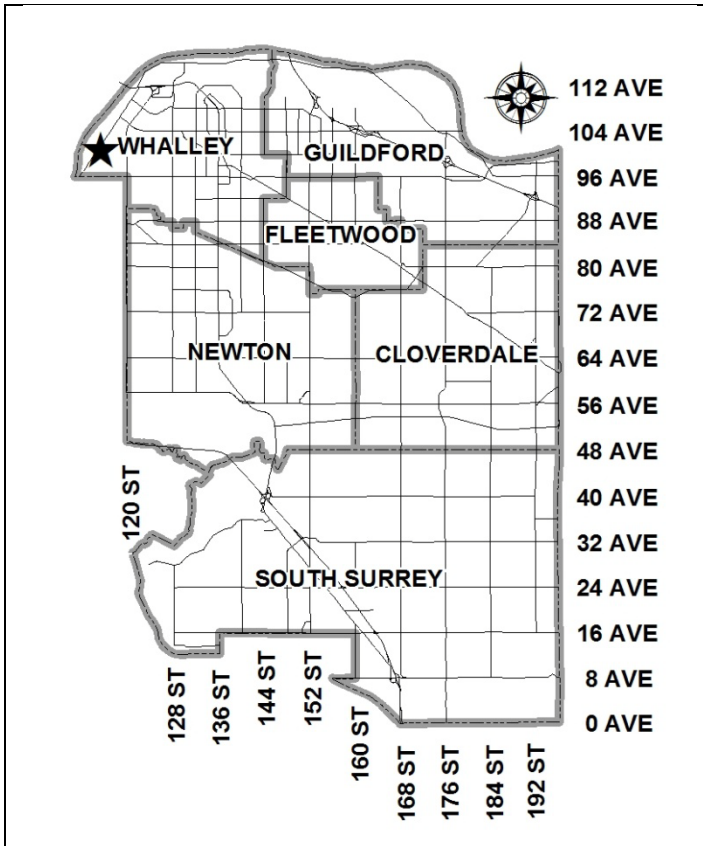 112 AVE
104 AVE
WHALLEY
GUILDFORD
96 AVE
88 AVE
FLEETWOOD
80 AVE
72 AVE
NEWTON
CLOVERDALE
64 AVE
56 AVE
48 AVE
120 ST
40 AVE
32 AVE
SOUTH SURREY
24 AVE
16 AVE
8 AVE
0 AVE
128 ST
136 ST
144 ST
152 ST
160 ST
168 ST
176 ST
184 ST
192 ST